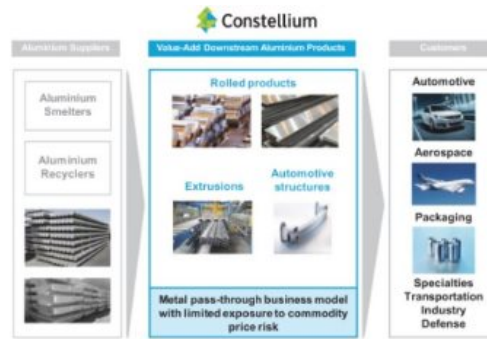 Constellium
Aluminium Suppliers
Value-Add Downstream Aluminium Products
Customers
Aluminium
Smelters
Aluminium
Recyclers
Rolled products
Extrusions
Automotive
structures
Metal pass-through business model
with limited exposure to commodity
price risk
Automotive
Aerospace
Packaging
Specialties
Transportation
Industry
Defense